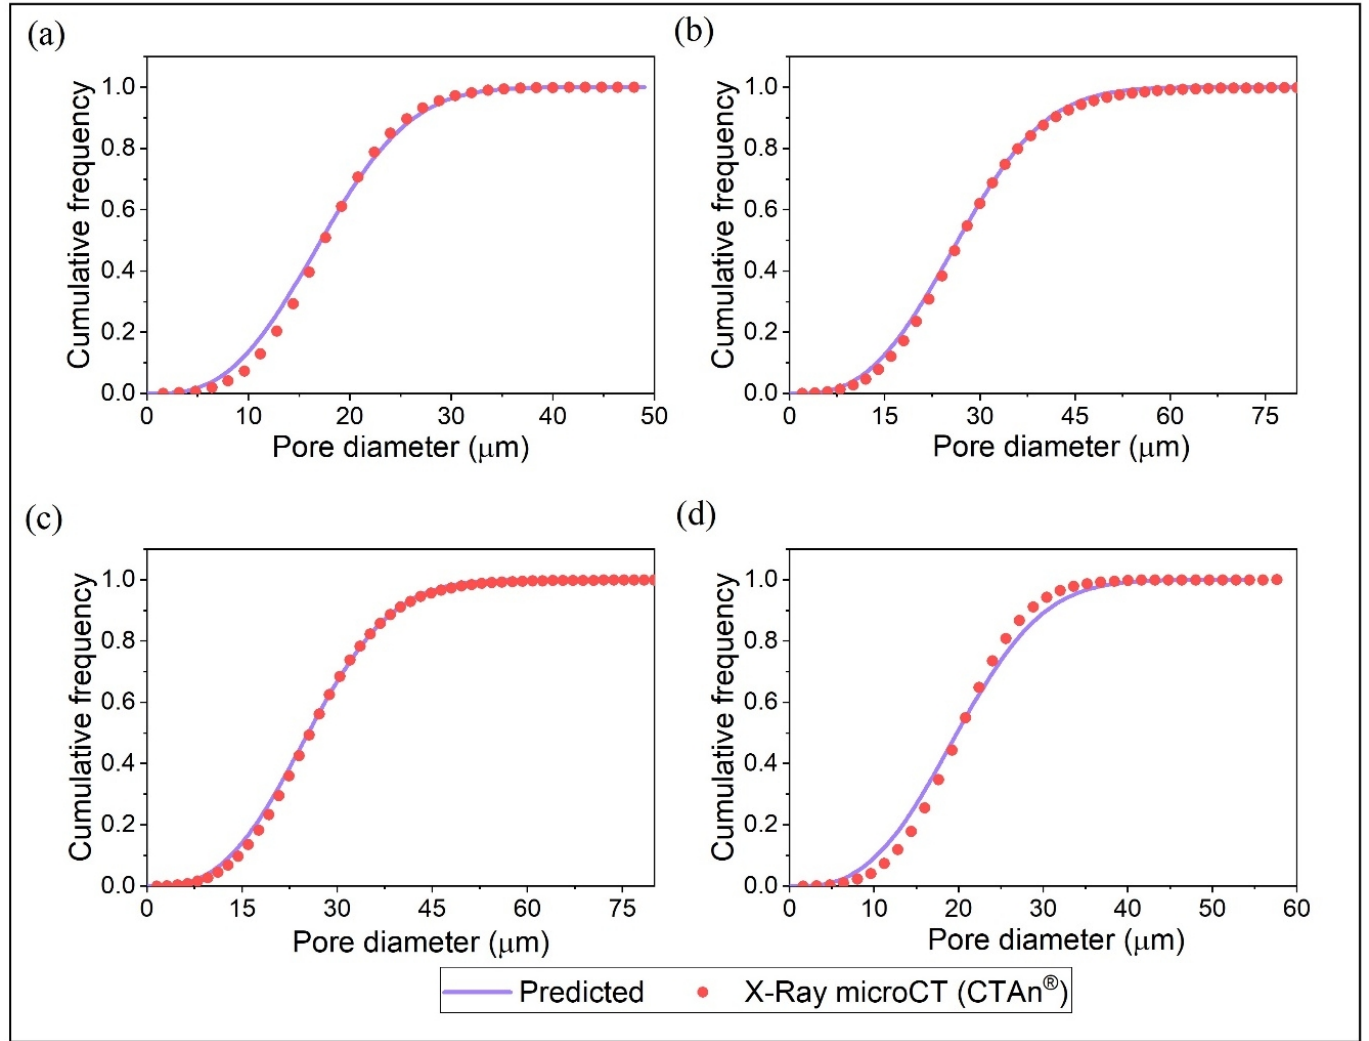 (a)
Cumulative frequency
1.0
0.8
0.6
0.4
0.2
0.0
0 10 20 30 40 50
Pore diameter (μm)
(b)
Cumulative frequency
1.0
0.8
0.6
0.4
0.2
0.0
0 15 30 45 60 75
Pore diameter (μm)
(c)
Cumulative frequency
1.0
0.8
0.6
0.4
0.2
0.0
0 15 30 45 60 75
Pore diameter (μm)
(d)
Cumulative frequency
1.0
0.8
0.6
0.4
0.2
0.0
0 10 20 30 40 50 60
Pore diameter (μm)
Predicted X-Ray microCT (CTAn®)